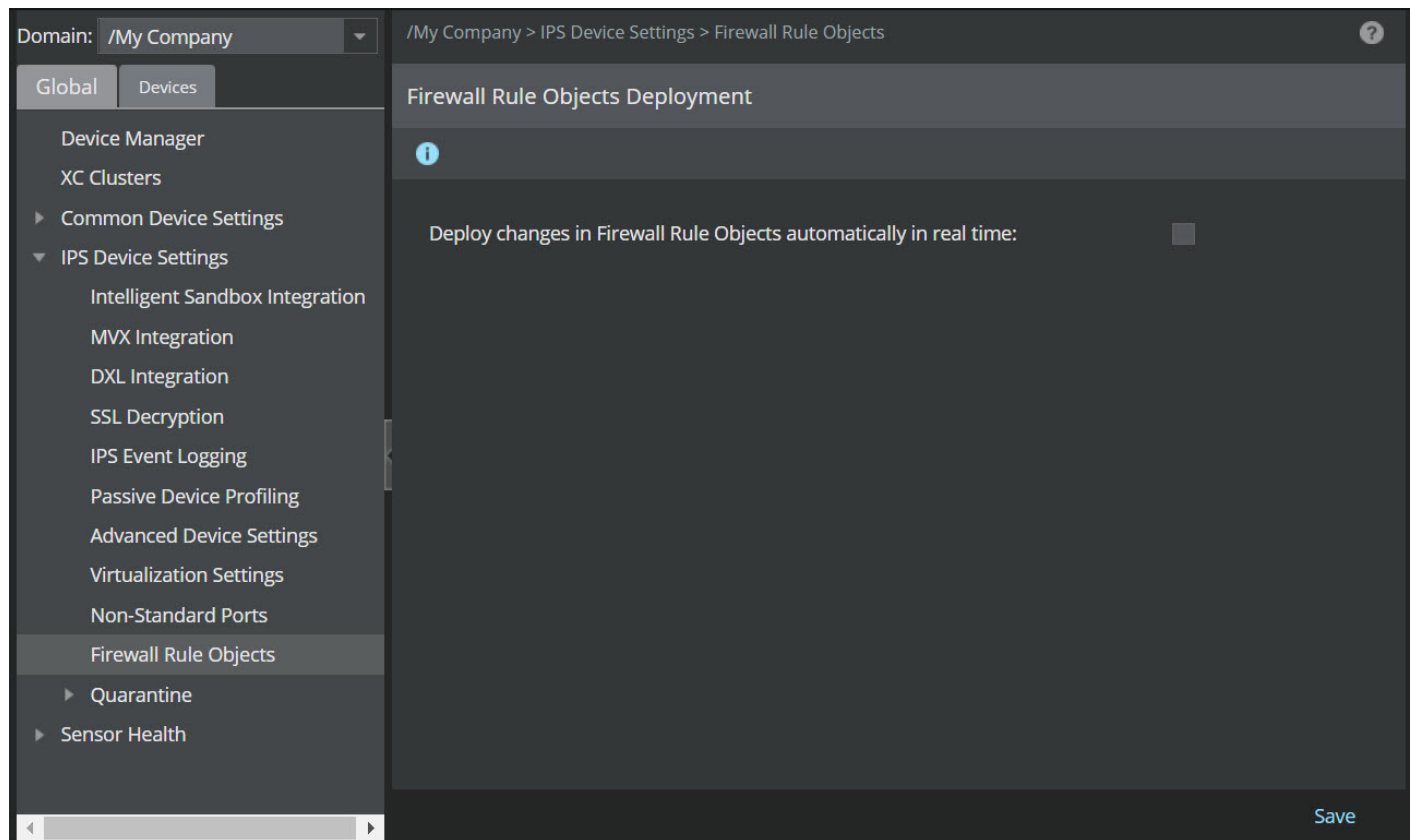 Domain: /My Company
Global Devices
Device Manager
XC Clusters
Common Device Settings
IPS Device Settings
Intelligent Sandbox Integration
MVX Integration
DXL Integration
SSL Decryption
IPS Event Logging
Passive Device Profiling
Advanced Device Settings
Virtualization Settings
Non-Standard Ports
Firewall Rule Objects
Quarantine
Sensor Health
/My Company > IPS Device Settings > Firewall Rule Objects
?
Firewall Rule Objects Deployment
i
Deploy changes in Firewall Rule Objects automatically in real time:
Save